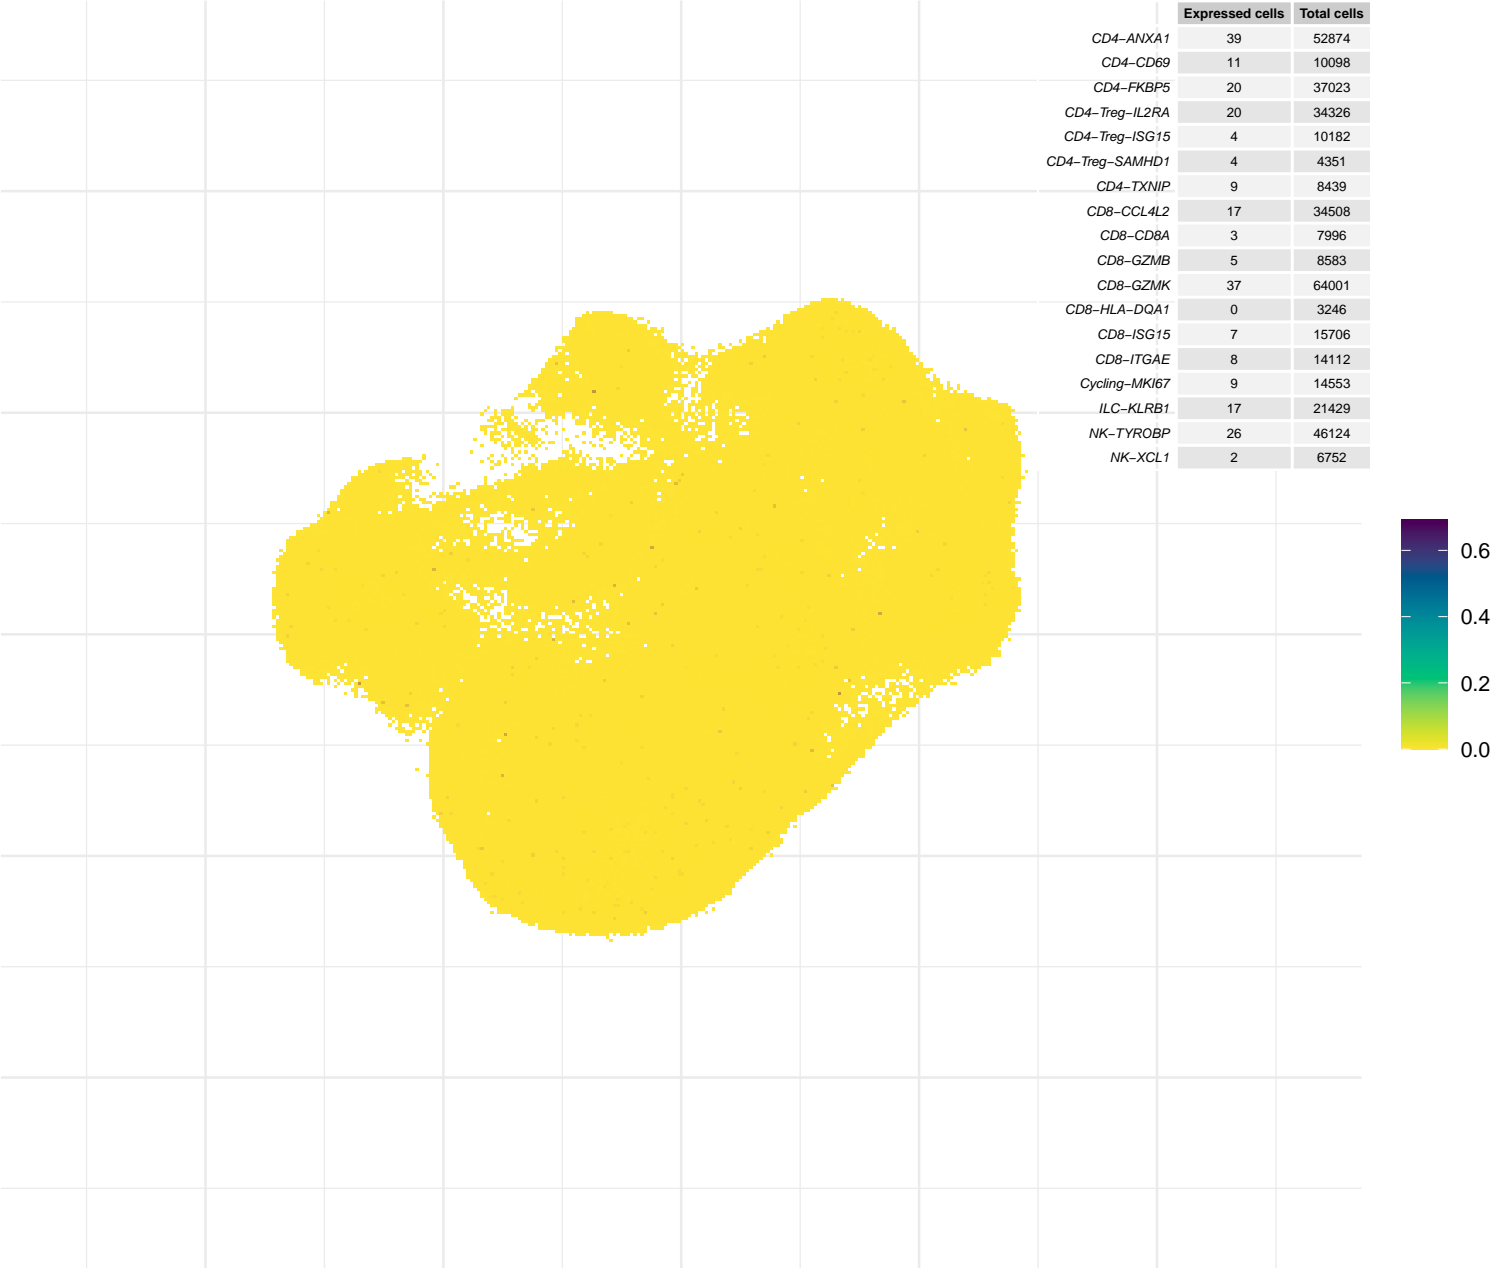 Expressed cells Total cells
CD4−ANXA1 39 52874
CD4−CD69 11 10098
CD4−FKBP5 20 37023
CD4−Treg−IL2RA 20 34326
CD4−Treg−ISG15 4 10182
CD4−Treg−SAMHD1 4 4351
CD4−TXNIP 9 8439
CD8−CCL4L2 17 34508
CD8−CD8A 3 7996
CD8−GZMB 5 8583
CD8−GZMK 37 64001
CD8−HLA−DQA1 0 3246
CD8−ISG15 7 15706
CD8−ITGAE 8 14112
Cycling−MKI67 9 14553
ILC−KLRB1 17 21429
NK−TYROBP 26 46124
NK−XCL1 2 6752
0.6
0.4
0.2
0.0